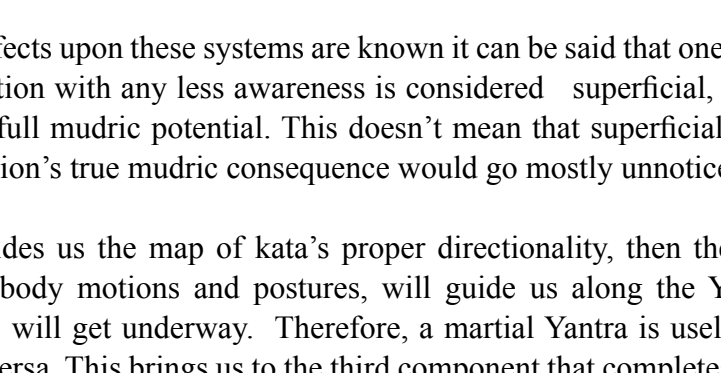 fects upon these systems are known it can be said that one
tion with any less awareness is considered superficial,
full mudric potential. This doesn’t mean that superficial
ion’s true mudric consequence would go mostly unnotice
des us the map of kata’s proper directionality, then the
body motions and postures, will guide us along the Y
will get underway. Therefore, a martial Yantra is usel
ersa. This brings us to the third component that complete